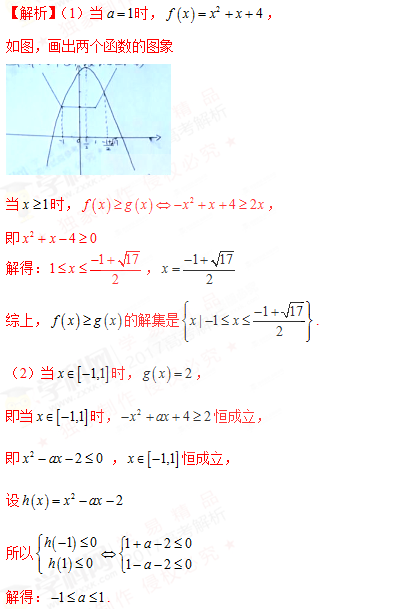 【解析】（1）当 a=1时， f(x)=x²+x+4，
如图，画出两个函数的图象
当 x≥1时， f(x)≥g(x)⇔-x²+x+4≥2x，
即x²+x-4≥0
解得：1≤x≤(-1+√17)/2，x=(-1+√17)/2
综上， f(x)≥g(x)的解集是{x|-1≤x≤(-1+√17)/2}.
（2）当 x∈[-1,1]时， g(x)=2，
即当x∈[-1,1]时，-x²+ax+4≥2恒成立，
即 x²-ax-2≤0 ，x∈[-1,1]恒成立，
设 h(x)=x²-ax-2
所以{h(-1)≤0 h(1)≤0 ⇔{1+a-2≤0 1-a-2≤0
解得：-1≤a≤1.